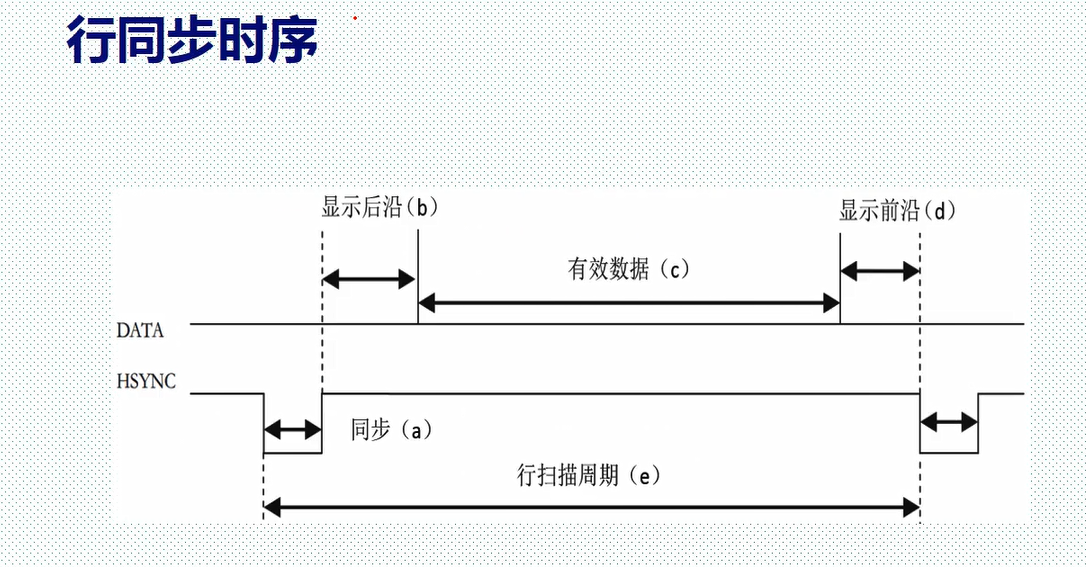 行同步时序
显示后沿(b)
显示前沿(d)
有效数据（c）
DATA
HSYNC
同步（a）
行扫描周期（e）